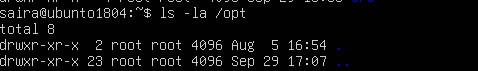 saira@ubunto1804:~$ ls -la /opt
total 8
drwxr-xr-x  2 root root 4096 Aug  5 16:54 .
drwxr-xr-x 23 root root 4096 Sep 29 17:07 ..